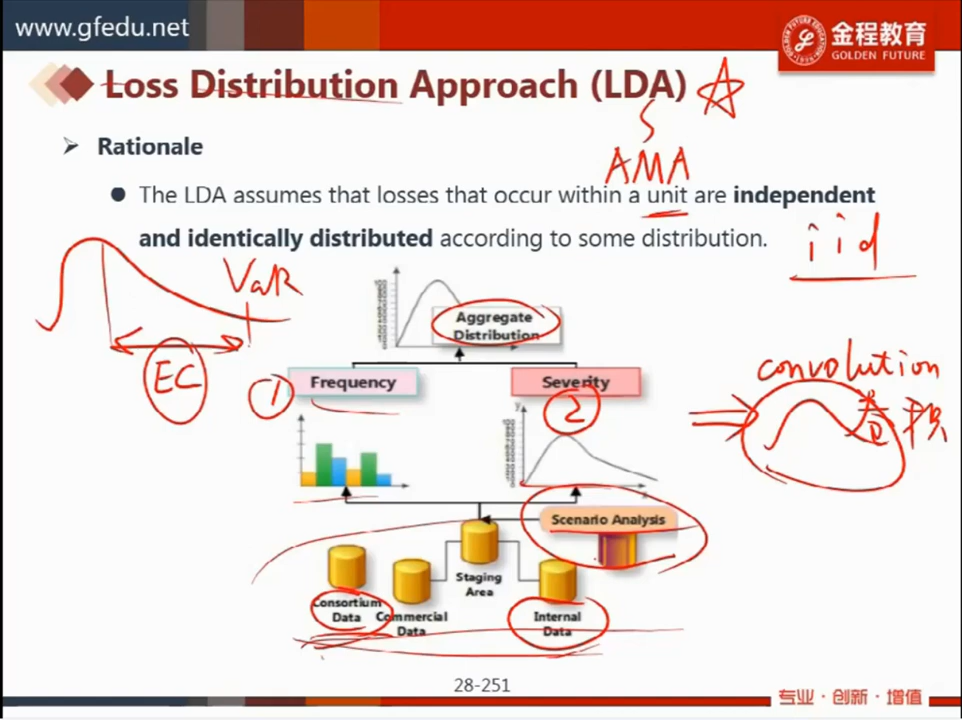 www.gfedu.net
金程教育
GOLDEN FUTURE
Loss Distribution Approach (LDA)
AMA
Rationale
The LDA assumes that losses that occur within a unit are independent
and identically distributed according to some distribution.
iid
VaR
EC
Aggregate
Distribution
① Frequency
Severity
②
convolution
卷积
Scenario Analysis
Staging
Area
Consortium
Data
Commercial
Data
Internal
Data
28-251
专业·创新·增值